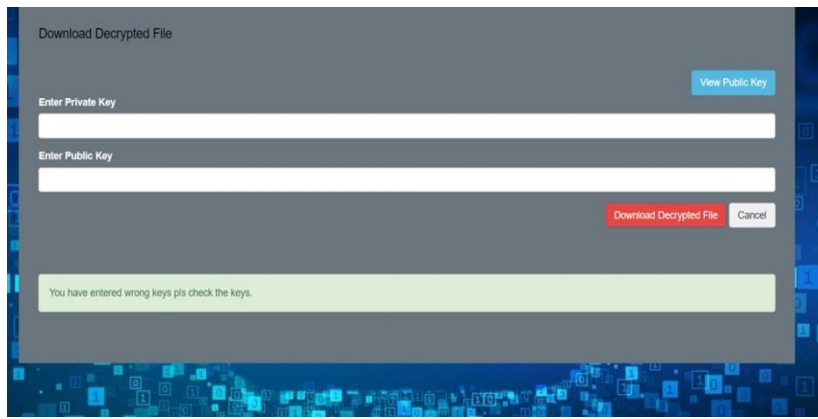 Download Decrypted File
View Public Key
Enter Private Key
Enter Public Key
Download Decrypted File
Cancel
You have entered wrong keys pls check the keys.